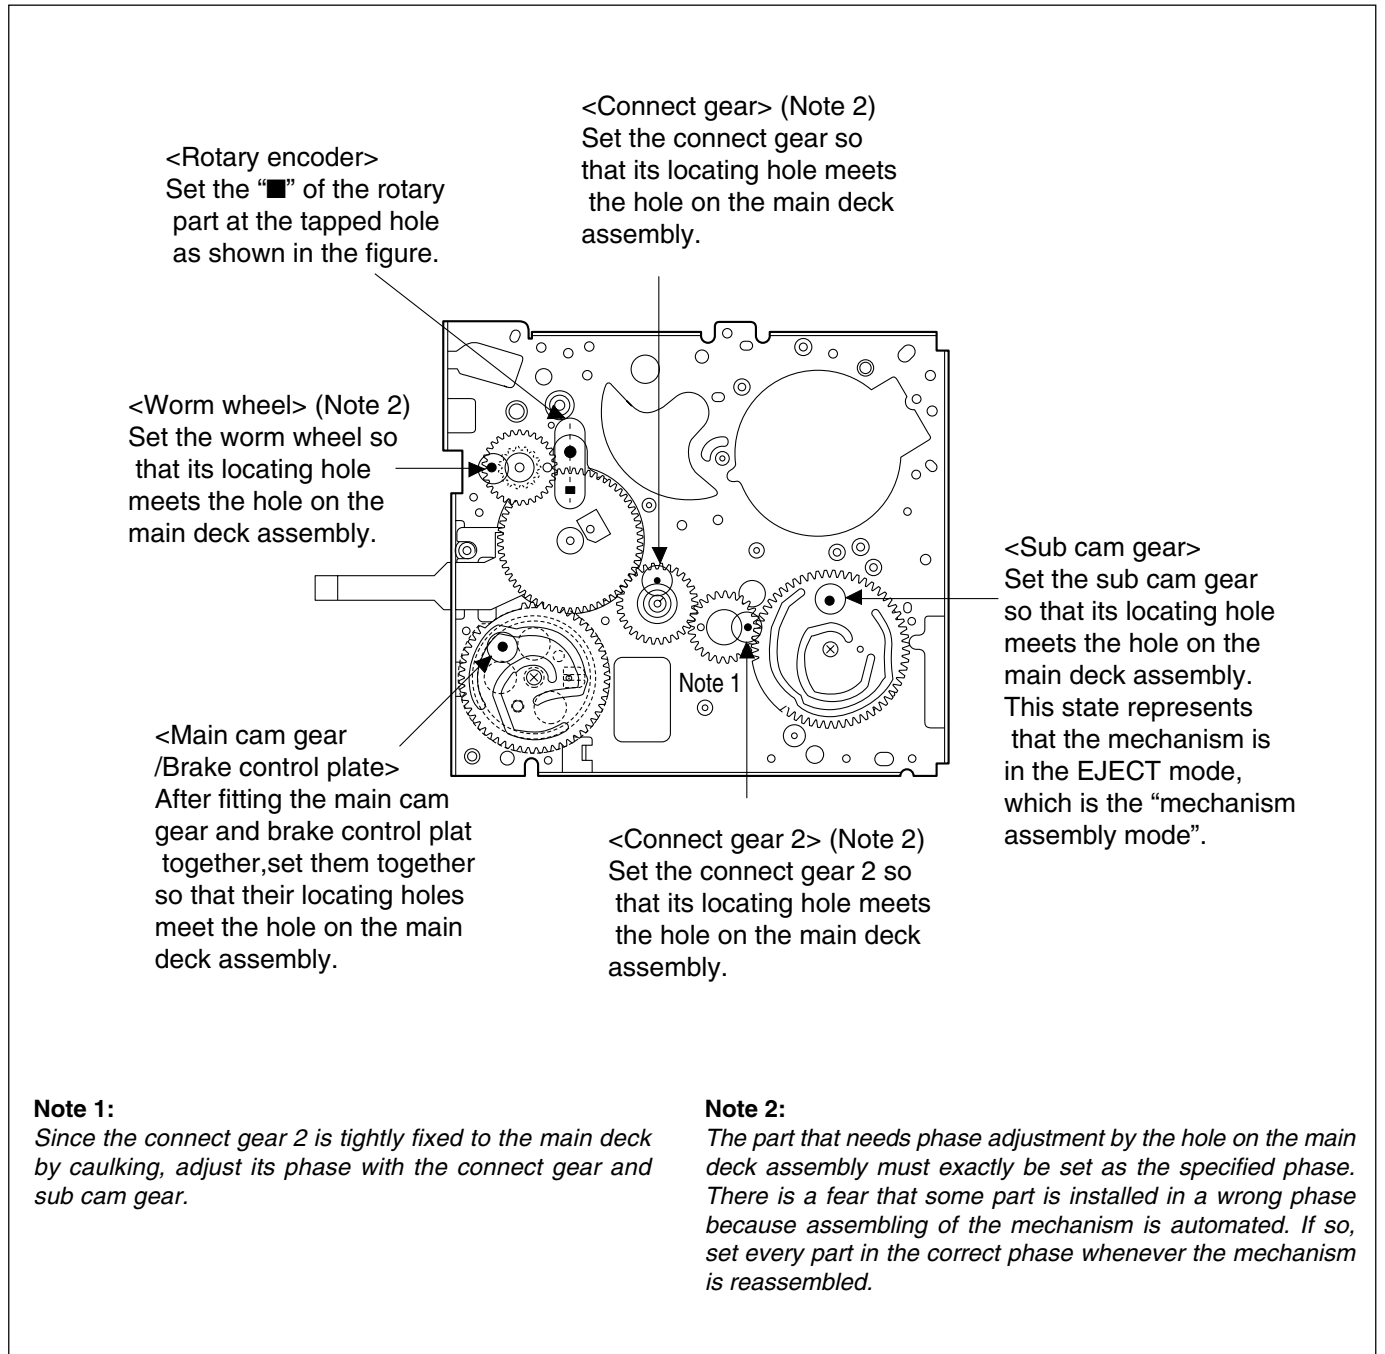 <Connect gear> (Note 2)
Set the connect gear so
that its locating hole meets
the hole on the main deck
assembly.
<Rotary encoder>
Set the “■” of the rotary
part at the tapped hole
as shown in the figure.
<Worm wheel> (Note 2)
Set the worm wheel so
that its locating hole
meets the hole on the
main deck assembly.
<Sub cam gear>
Set the sub cam gear
so that its locating hole
meets the hole on the
main deck assembly.
This state represents
that the mechanism is
in the EJECT mode,
which is the “mechanism
assembly mode”.
Note 1
<Main cam gear
/Brake control plate>
After fitting the main cam
gear and brake control plat
together,set them together
so that their locating holes
meet the hole on the main
deck assembly.
<Connect gear 2> (Note 2)
Set the connect gear 2 so
that its locating hole meets
the hole on the main deck
assembly.
Note 1:
Since the connect gear 2 is tightly fixed to the main deck
by caulking, adjust its phase with the connect gear and
sub cam gear.
Note 2:
The part that needs phase adjustment by the hole on the main
deck assembly must exactly be set as the specified phase.
There is a fear that some part is installed in a wrong phase
because assembling of the mechanism is automated. If so,
set every part in the correct phase whenever the mechanism
is reassembled.